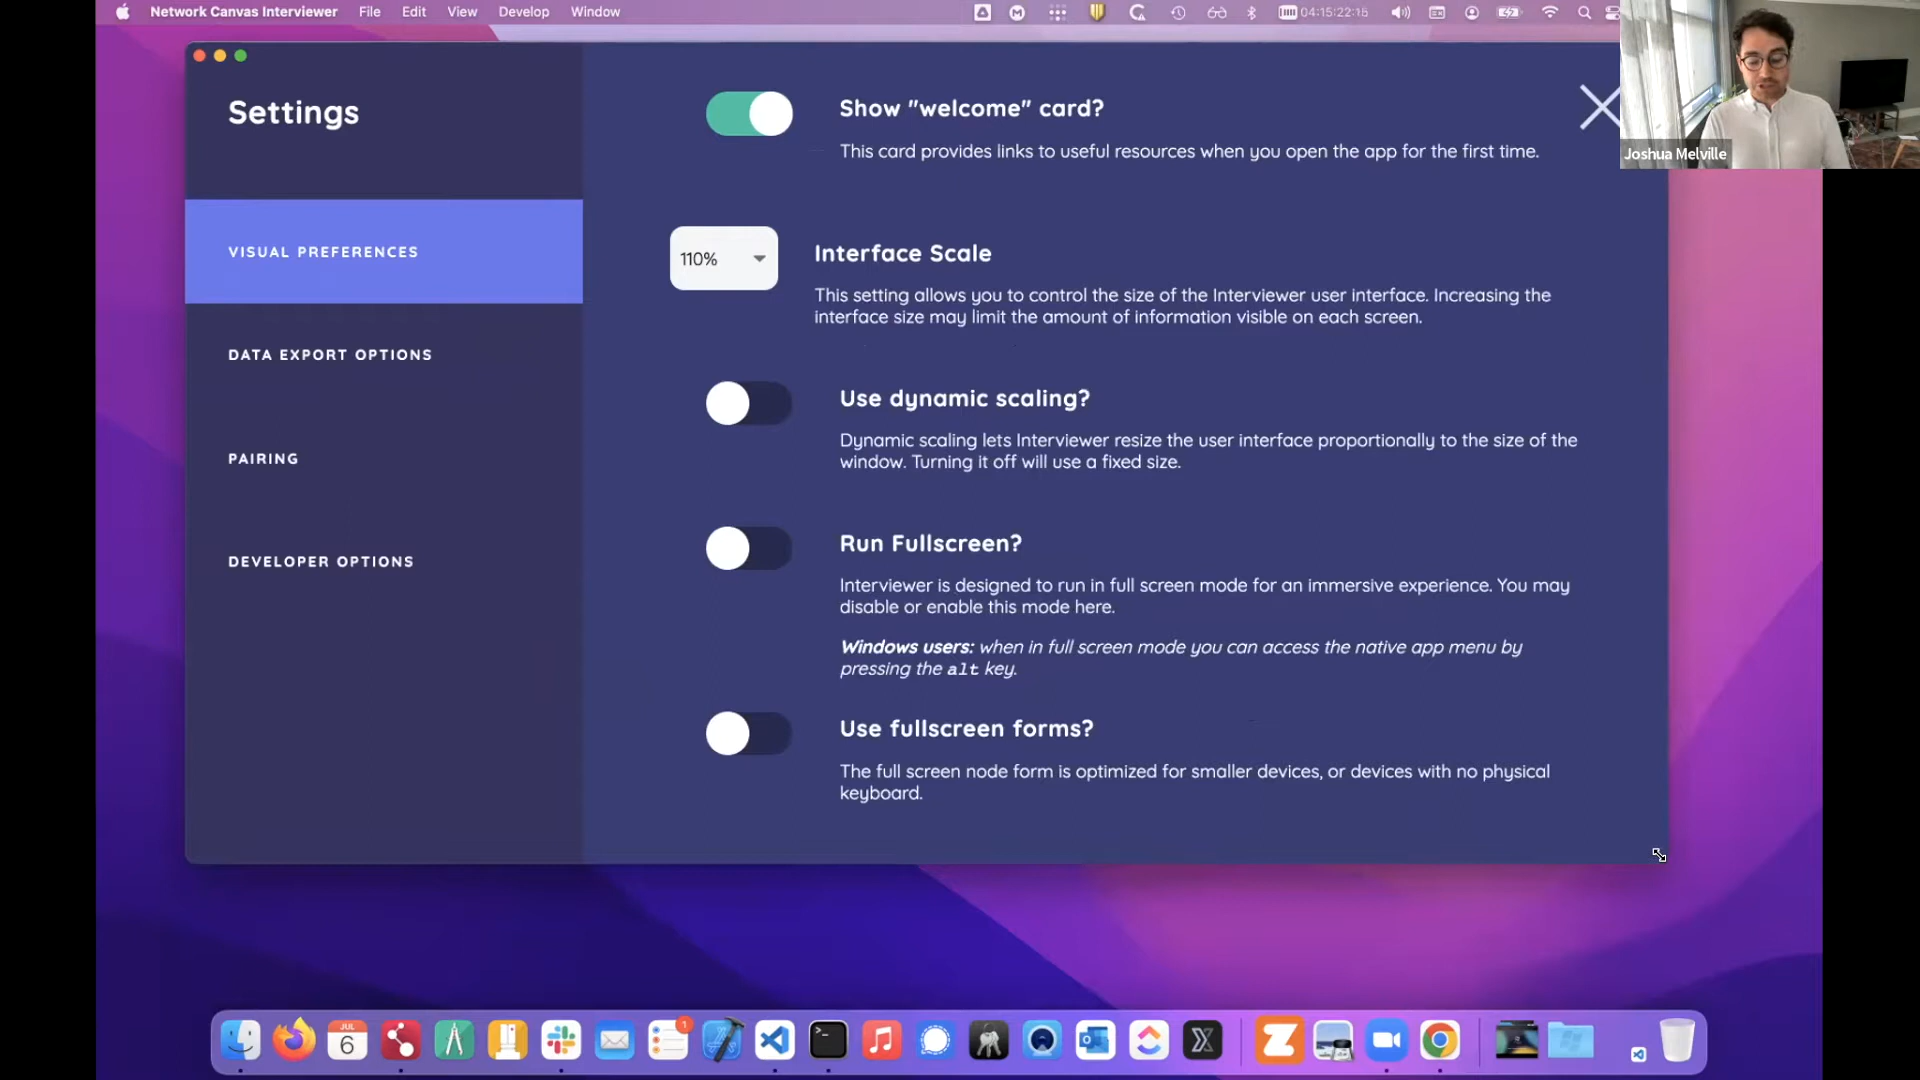 Network Canvas Interviewer File Edit View Develop Window
04:15:22:15
Joshua Melville
Settings
VISUAL PREFERENCES
DATA EXPORT OPTIONS
PAIRING
DEVELOPER OPTIONS
Show "welcome" card?
This card provides links to useful resources when you open the app for the first time.
110%
Interface Scale
This setting allows you to control the size of the Interviewer user interface. Increasing the
interface size may limit the amount of information visible on each screen.
Use dynamic scaling?
Dynamic scaling lets Interviewer resize the user interface proportionally to the size of the
window. Turning it off will use a fixed size.
Run Fullscreen?
Interviewer is designed to run in full screen mode for an immersive experience. You may
disable or enable this mode here.
Windows users: when in full screen mode you can access the native app menu by
pressing the alt key.
Use fullscreen forms?
The full screen node form is optimized for smaller devices, or devices with no physical
keyboard.
JUL
6
1